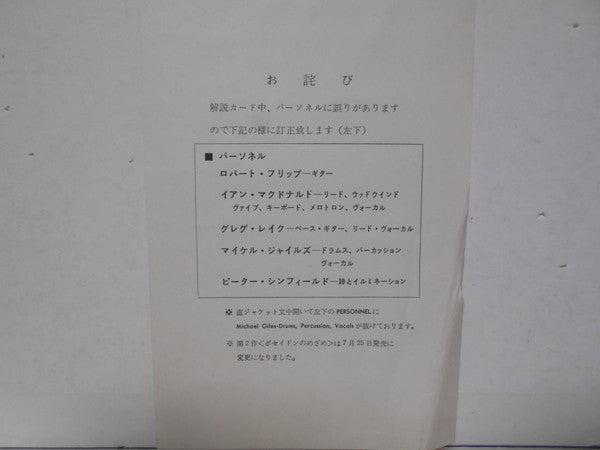 お詫び
解説カード中、パーソネルに誤りがあります
ので下記の様に訂正致します（左下）
■ パーソネル
ロバート・フリップ—ギター
イアン・マクドナルド—リード、ウッドウインド
ヴァイブ、キーボード、メロトロン、ヴォーカル
グレグ・レイク—ベース・ギター、リード・ヴォーカル
マイケル・ジャイルズ—ドラムス、パーカッション
ヴォーカル
ピーター・シンフィールド—詩とイルミネーション
※ 直ジャケット文中開いて左下の PERSONNEL に
Michael Giles-Drums, Percussion, Vocals が抜けております。
※ 第2作＜ポセイドンのめざめ＞は7月25日発売に
変更になりました。